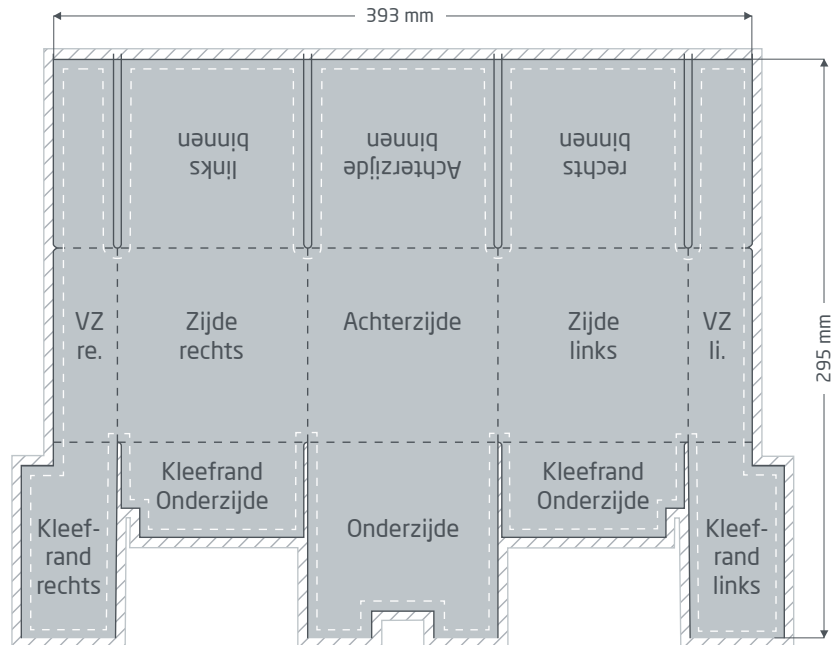 393 mm
links
binnen
Achterzijde
binnen
rechts
binnen
VZ
re.
Zijde
rechts
Achterzijde
Zijde
links
VZ
li.
295 mm
Kleefrand
Onderzijde
Kleefrand
Onderzijde
Kleef-
rand
rechts
Onderzijde
Kleef-
rand
links